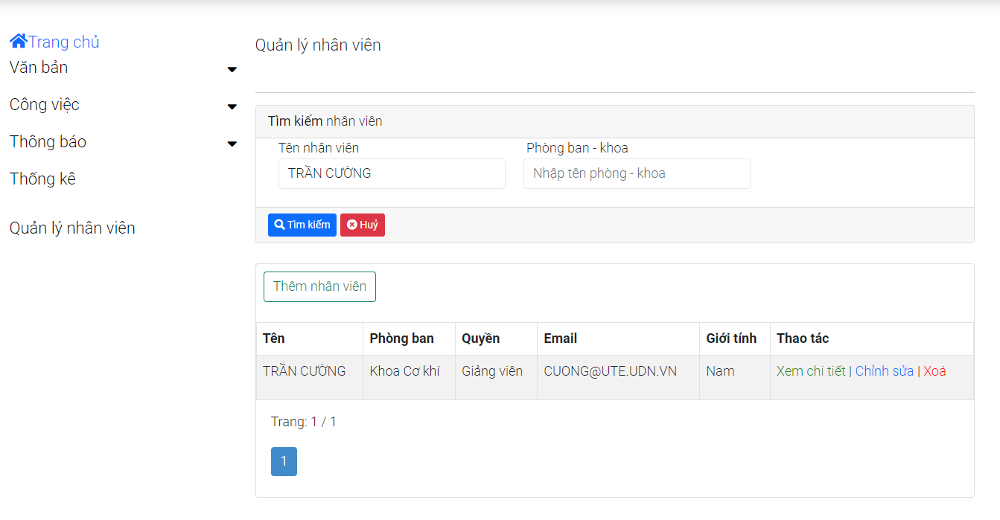 Trang chủ
Văn bản
Công việc
Thông báo
Thống kê
Quản lý nhân viên
Quản lý nhân viên
Tìm kiếm nhân viên
Tên nhân viên Phòng ban - khoa
TRẦN CƯỜNG Nhập tên phòng - khoa
Tìm kiếm Huỷ
Thêm nhân viên
Tên Phòng ban Quyền Email Giới tính Thao tác
TRẦN CƯỜNG Khoa Cơ khí Giảng viên CUONG@UTE.UDN.VN Nam Xem chi tiết | Chỉnh sửa | Xoá
Trang: 1 / 1
1